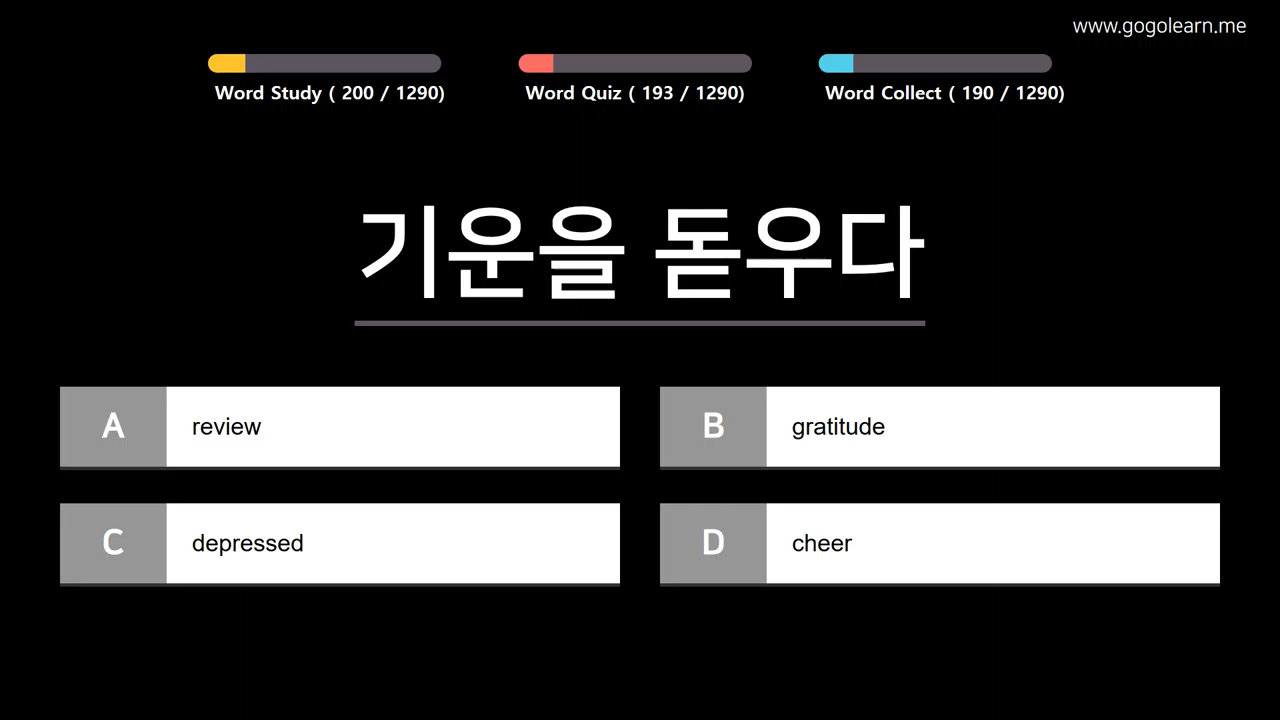 www.gogolearn.me
Word Study ( 200 / 1290)
Word Quiz ( 193 / 1290)
Word Collect ( 190 / 1290)
기운을 돋우다
A review
B gratitude
C depressed
D cheer